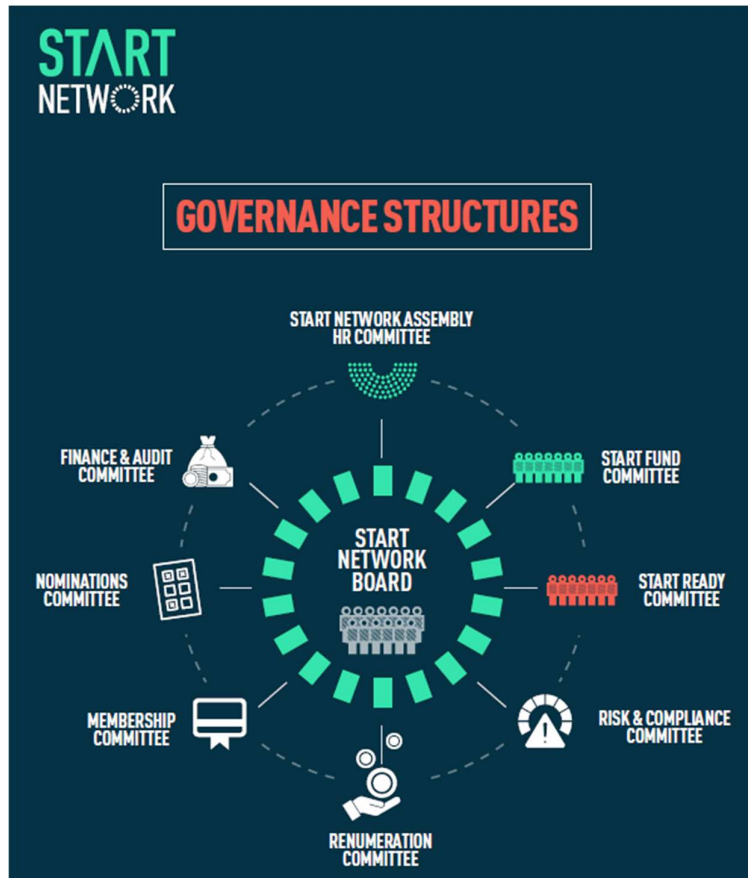 START
NETWORK
GOVERNANCE STRUCTURES
START NETWORK ASSEMBLY
HR COMMITTEE
FINANCE & AUDIT
COMMITTEE
START FUND
COMMITTEE
START
NETWORK
BOARD
NOMINATIONS
COMMITTEE
START READY
COMMITTEE
MEMBERSHIP
COMMITTEE
RISK & COMPLIANCE
COMMITTEE
RENUMERATION
COMMITTEE